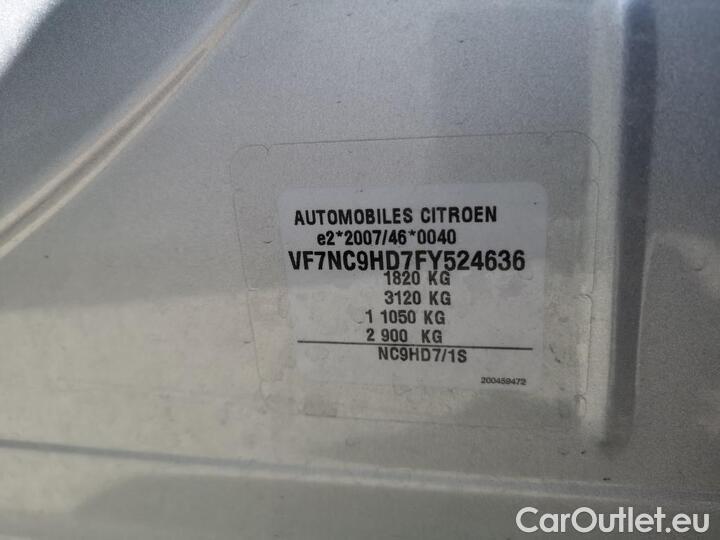 AUTOMOBILES CITROEN
e2*2007/46*0040
VF7NC9HD7FY524636
1820 KG
3120 KG
1 1050 KG
2 900 KG
NC9HD7/1S
200459472
CarOutlet.eu